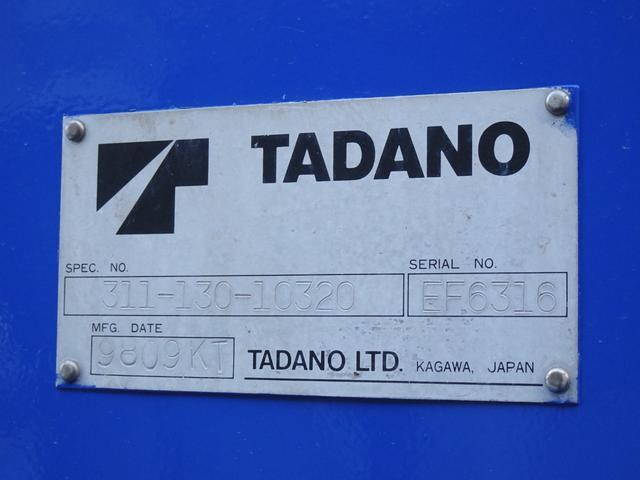 TADANO
SPEC. NO.
SERIAL NO.
311-130-10320
EF6316
MFG. DATE
9809KT
TADANO LTD. KAGAWA, JAPAN